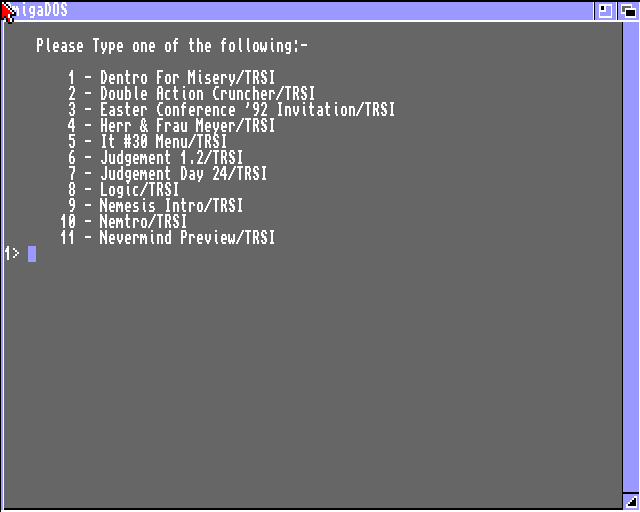 AmigaDOS
Please Type one of the following:-
1 - Dentro For Misery/TRSI
2 - Double Action Cruncher/TRSI
3 - Easter Conference '92 Invitation/TRSI
4 - Herr & Frau Meyer/TRSI
5 - It #30 Menu/TRSI
6 - Judgement 1.2/TRSI
7 - Judgement Day 24/TRSI
8 - Logic/TRSI
9 - Nemesis Intro/TRSI
10 - Nemtro/TRSI
11 - Nevermind Preview/TRSI
1>